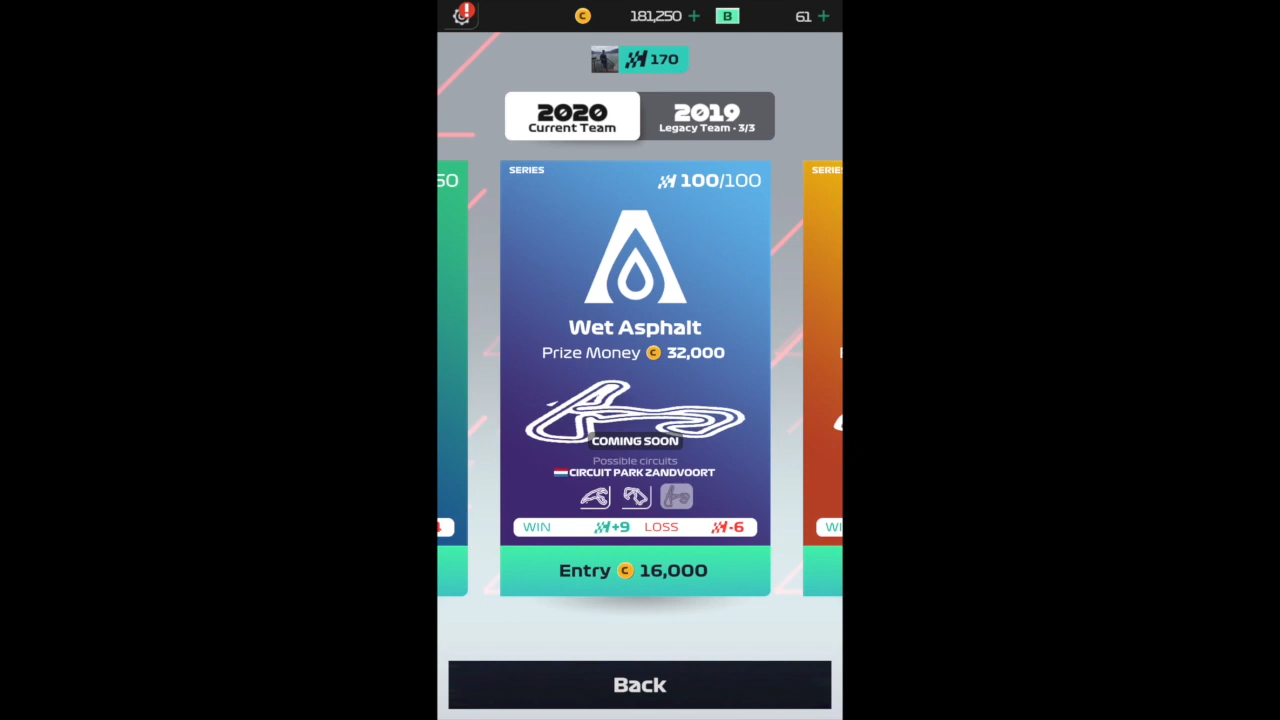 C 181,250 + B 61 +
170
2020
Current Team
2019
Legacy Team - 3/3
50
SERIES
100/100
SERIES
Wet Asphalt
Prize Money C 32,000
COMING SOON
Possible circuits
CIRCUIT PARK ZANDVOORT
WIN +9 LOSS -6
Entry C 16,000
Back